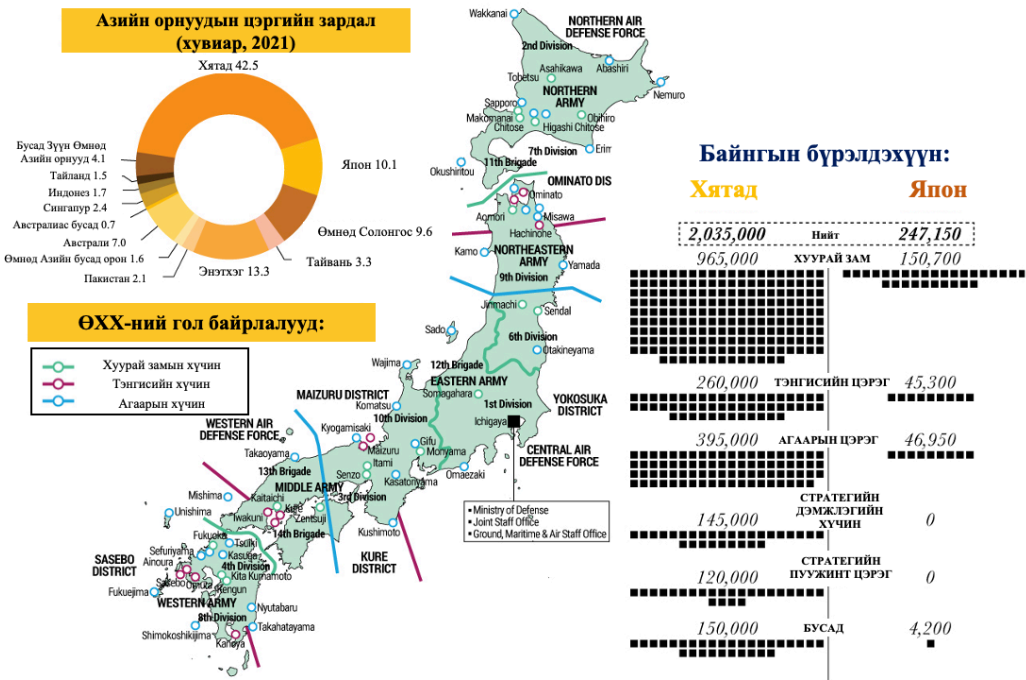 Азийн орнуудын цэргийн зардал
(хувиар, 2021)
Хятад 42.5
Япон 10.1
Өмнөд Солонгос 9.6
Тайвань 3.3
Энэтхэг 13.3
Пакистан 2.1
Өмнөд Азийн бусад орон 1.6
Австрали 7.0
Австралиас бусад 0.7
Сингапур 2.4
Индонез 1.7
Тайланд 1.5
Бусад Зүүн Өмнөд
Азийн орнууд 4.1
ӨХХ-ний гол байрлалууд:
Хуурай замын хүчин
Тэнгисийн хүчин
Агаарын хүчин
Wakkanai
NORTHERN AIR
DEFENSE FORCE
2nd Division
Asahikawa
Abashiri
Tobetsu
Nemuro
NORTHERN
ARMY
Sapporo
Makomanai
Obihiro
Chitose
Higashi Chitose
7th Division
Erim
11th Brigade
Okushiritou
OMINATO DIS
Ominato
Aomori
Misawa
Hachinohe
Kamo
NORTHEASTERN
ARMY
Yamada
9th Division
Jinmachi
Sendai
Sado
6th Division
Otakineyama
Wajima
12th Brigade
EASTERN ARMY
Somagahara
MAIZURU DISTRICT
1st Division
YOKOSUKA
DISTRICT
Komatsu
10th Division
Ichigaya
WESTERN AIR
DEFENSE FORCE
Kyogamisaki
Gifu
CENTRAL AIR
DEFENSE FORCE
Maizuru
Moriyama
Takaoyama
Itami
Omaezaki
13th Brigade
Senzo
Kasatoriyama
MIDDLE ARMY
3rd Division
Mishima
Kaitaichi
Kure
Unishima
Iwakuni
Zentsuji
Kushimoto
14th Brigade
Fukuoka
Tsuiki
KURE
DISTRICT
SASEBO
DISTRICT
Sefuriyama
Kasuga
Ainoura
4th Division
Sasebo
Omura
Kita Kumamoto
Kengun
Fukuejima
WESTERN ARMY
Nyutabaru
8th Division
Shimokoshikijima
Takahatayama
Kanoya
▪Ministry of Defense
▪Joint Staff Office
▪Ground, Maritime & Air Staff Office
Байнгын бүрэлдэхүүн:
Хятад Япон
2,035,000 Нийт 247,150
965,000 ХУУРАЙ ЗАМ 150,700
260,000 ТЭНГИСИЙН ЦЭРЭГ 45,300
395,000 АГААРЫН ЦЭРЭГ 46,950
СТРАТЕГИЙН
ДЭМЖЛЭГИЙН
145,000 ХҮЧИН 0
СТРАТЕГИЙН
120,000 ПУУЖИНТ ЦЭРЭГ 0
150,000 БУСАД 4,200